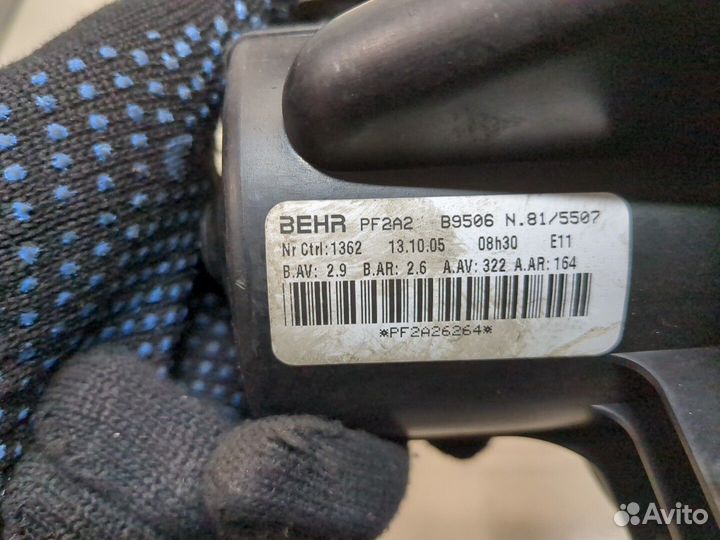 BEHR PF2A2 B9506 N.81/5507
Nr Ctrl:1362 13.10.05 08h30 E11
B.AV: 2.9 B.AR: 2.6 A.AV: 322 A.AR: 164
*PF2A26264*
Avito